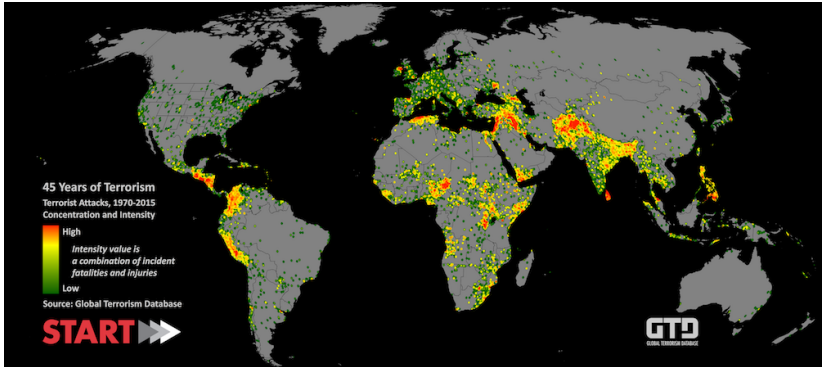 45 Years of Terrorism
Terrorist Attacks, 1970-2015
Concentration and Intensity
High
Intensity value is
a combination of incident
fatalities and injuries
Low
Source: Global Terrorism Database
START
GTD
GLOBAL TERRORISM DATABASE